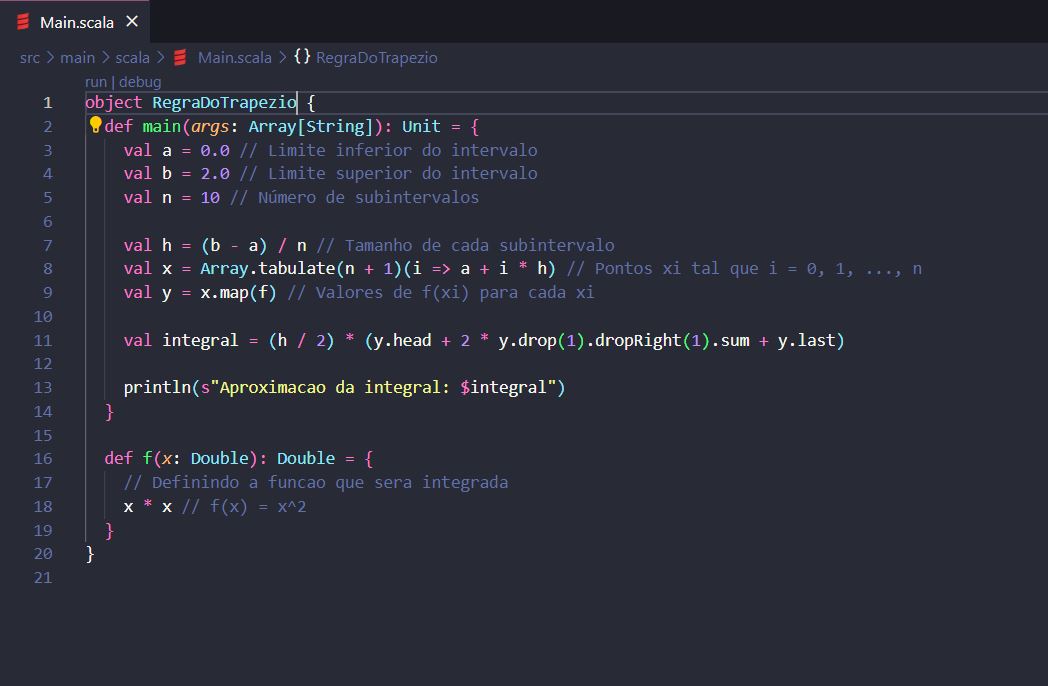 Main.scala ×
src > main > scala > Main.scala > {} RegraDoTrapezio
run | debug
1 object RegraDoTrapezio {
2   def main(args: Array[String]): Unit = {
3     val a = 0.0 // Limite inferior do intervalo
4     val b = 2.0 // Limite superior do intervalo
5     val n = 10 // Número de subintervalos
6
7     val h = (b - a) / n // Tamanho de cada subintervalo
8     val x = Array.tabulate(n + 1)(i => a + i * h) // Pontos xi tal que i = 0, 1, ..., n
9     val y = x.map(f) // Valores de f(xi) para cada xi
10
11     val integral = (h / 2) * (y.head + 2 * y.drop(1).dropRight(1).sum + y.last)
12
13     println(s"Aproximacao da integral: $integral")
14   }
15
16   def f(x: Double): Double = {
17     // Definindo a funcao que sera integrada
18     x * x // f(x) = x^2
19   }
20 }
21